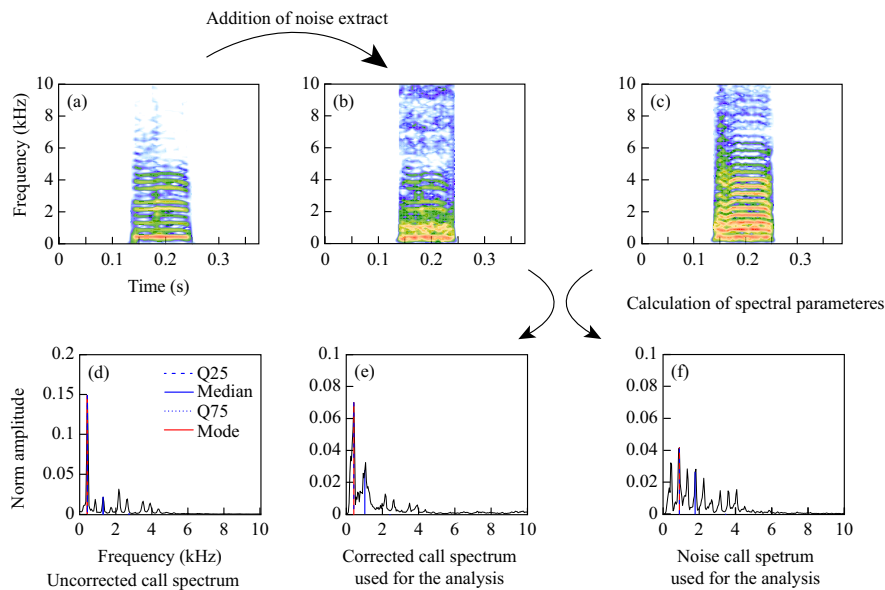 Addition of noise extract
10
8
6
4
2
0
Frequency (kHz)
(a)
0
0.1
0.2
0.3
Time (s)
10
8
6
4
2
0
(b)
0
0.1
0.2
0.3
10
8
6
4
2
0
(c)
0
0.1
0.2
0.3
Calculation of spectral parameteres
0.2
0.15
0.1
0.05
0
Norm amplitude
(d)
Q25
Median
Q75
Mode
0 2 4 6 8 10
Frequency (kHz)
Uncorrected call spectrum
0.1
0.08
0.06
0.04
0.02
0
(e)
0 2 4 6 8 10
Corrected call spectrum
used for the analysis
0.1
0.08
0.06
0.04
0.02
0
(f)
0 2 4 6 8 10
Noise call spetrum
used for the analysis